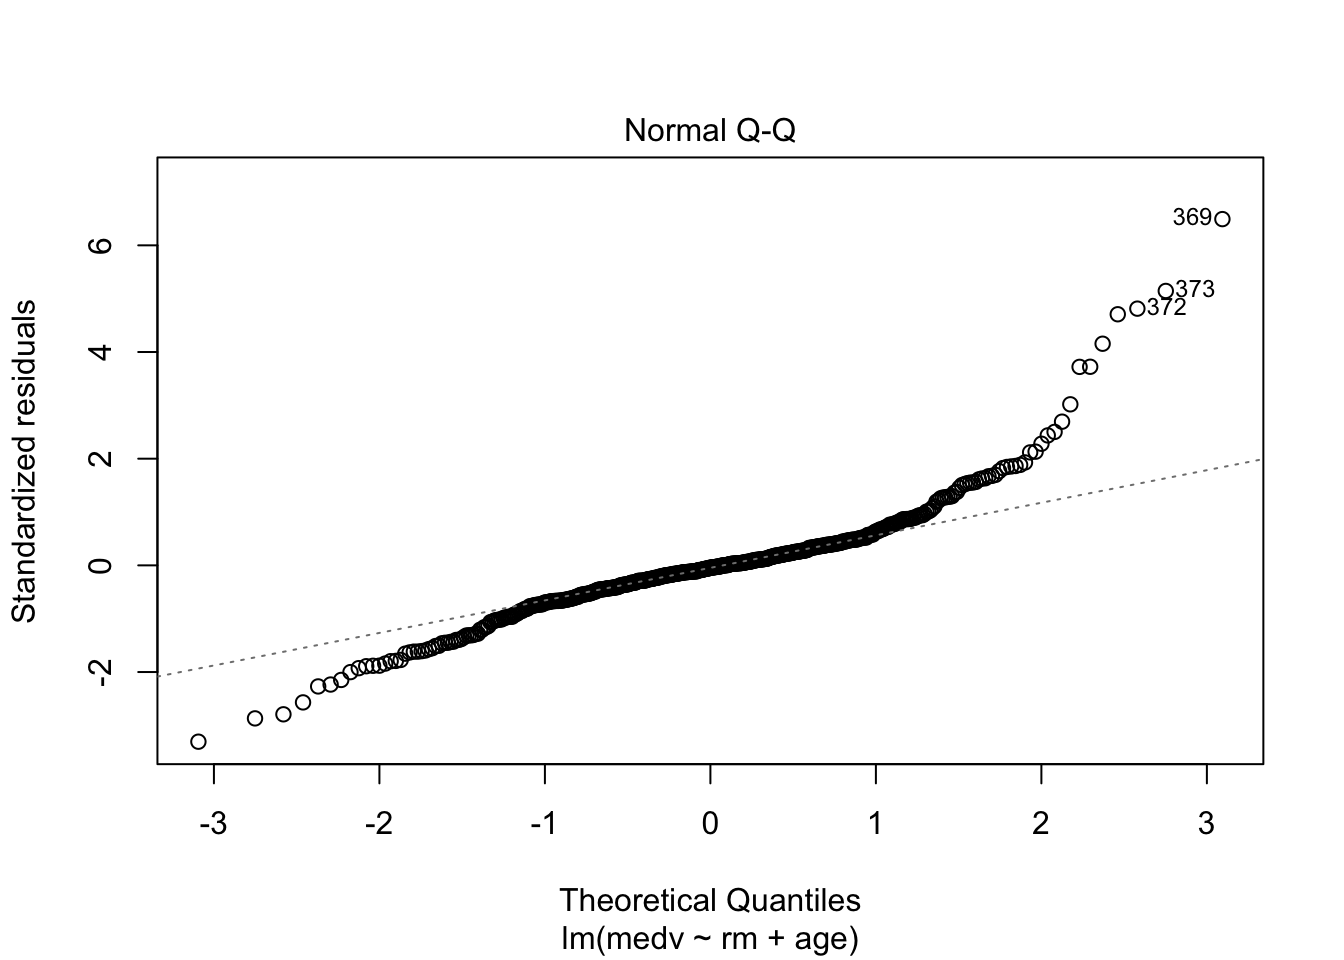 Normal Q-Q
Standardized residuals
6
4
2
0
-2
369
373
372
-3 -2 -1 0 1 2 3
Theoretical Quantiles
lm(medv ~ rm + age)